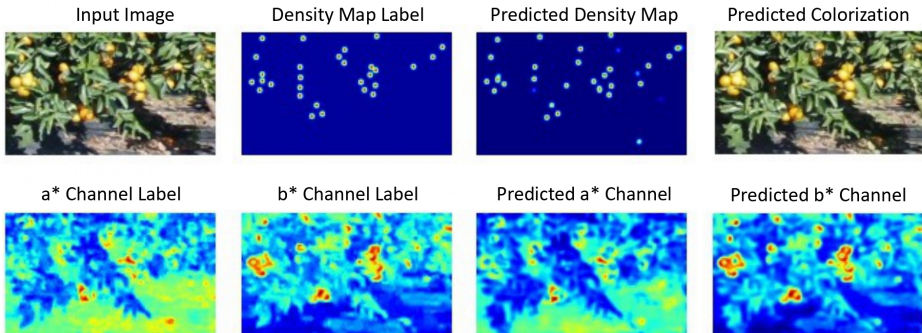 Input Image
Density Map Label
Predicted Density Map
Predicted Colorization
a* Channel Label
b* Channel Label
Predicted a* Channel
Predicted b* Channel